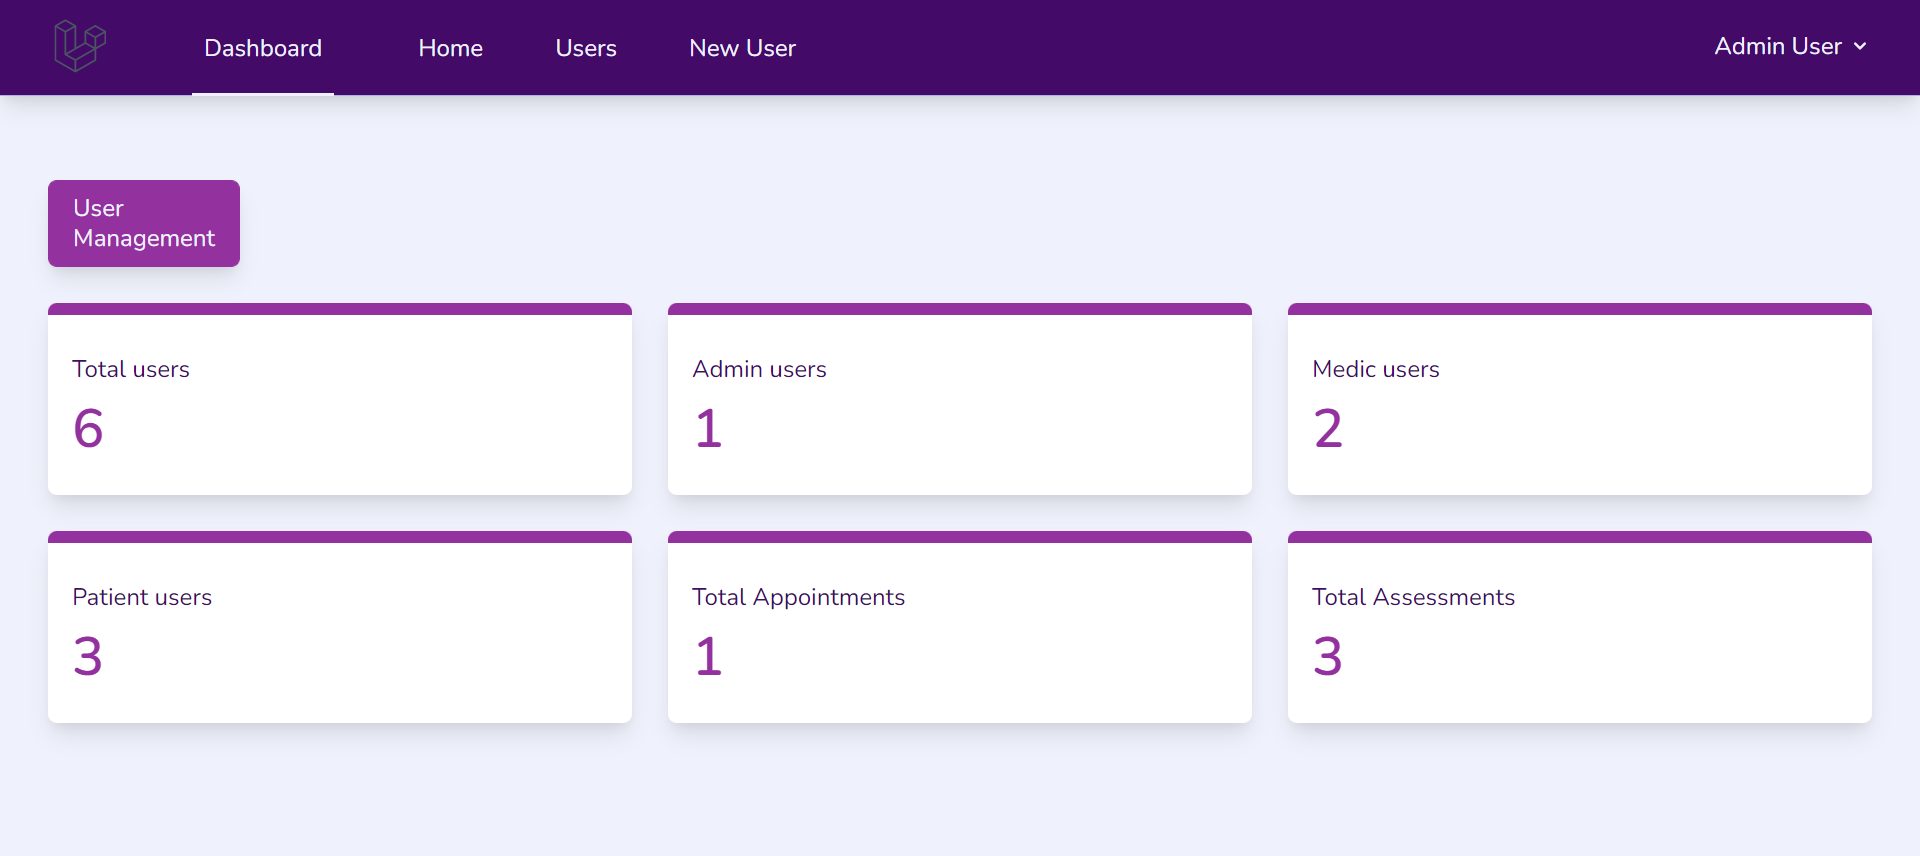 Dashboard
Home
Users
New User
Admin User
User
Management
Total users
6
Admin users
1
Medic users
2
Patient users
3
Total Appointments
1
Total Assessments
3